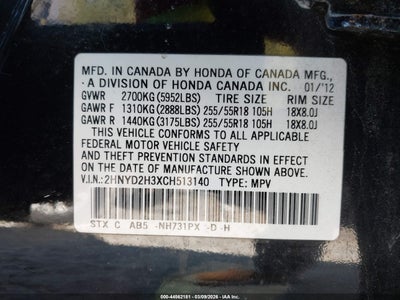 MFD. IN CANADA BY HONDA OF CANADA MFG.,
A DIVISION OF HONDA CANADA INC. 01/'12
GVWR 2700KG (5952LBS) TIRE SIZE RIM SIZE
GAWR F 1310KG (2888LBS) 255/55R18 105H 18X8.0J
GAWR R 1440KG (3175LBS) 255/55R18 105H 18X8.0J
THIS VEHICLE CONFORMS TO ALL APPLICABLE
FEDERAL MOTOR VEHICLE SAFETY AND THEFT
PREVENTION STANDARDS IN EFFECT ON THE
DATE OF MANUFACTURE SHOWN ABOVE.
V.I.N.:2HNYD2H3XCH513140 TYPE: MPV
STX C AB5 -NH731PX -D -H
000-44982181 - 03/09/2026 - IAA Inc.